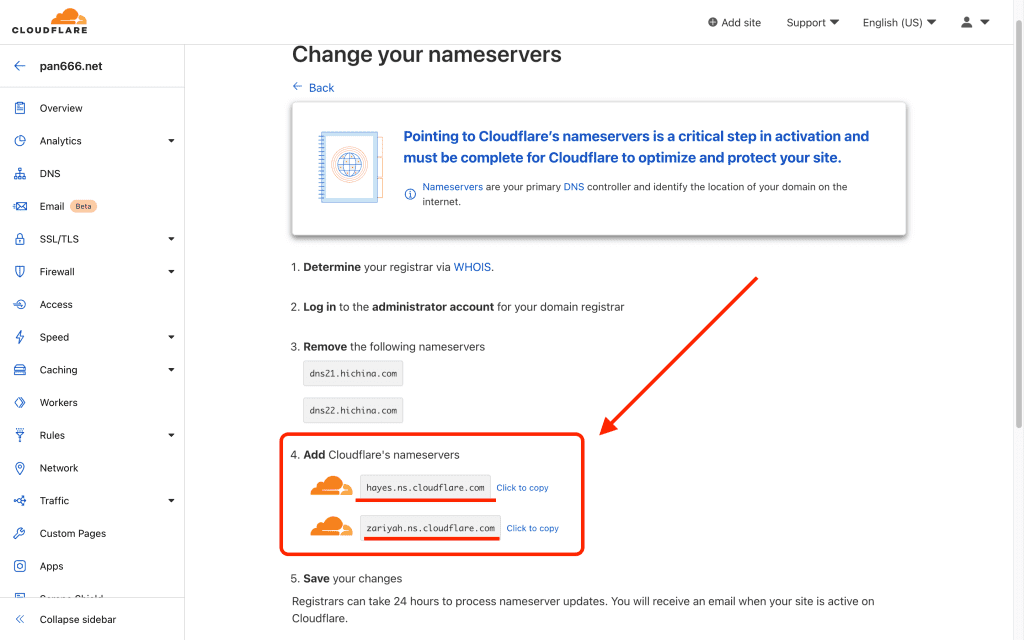 CLOUDFLARE
Add site
Support
English (US)
pan666.net
Overview
Analytics
DNS
Email Beta
SSL/TLS
Firewall
Access
Speed
Caching
Workers
Rules
Network
Traffic
Custom Pages
Apps
Collapse sidebar
Change your nameservers
Back
Pointing to Cloudflare’s nameservers is a critical step in activation and
must be complete for Cloudflare to optimize and protect your site.
Nameservers are your primary DNS controller and identify the location of your domain on the
internet.
1. Determine your registrar via WHOIS.
2. Log in to the administrator account for your domain registrar
3. Remove the following nameservers
dns21.hichina.com
dns22.hichina.com
4. Add Cloudflare's nameservers
hayes.ns.cloudflare.com Click to copy
zariyah.ns.cloudflare.com Click to copy
5. Save your changes
Registrars can take 24 hours to process nameserver updates. You will receive an email when your site is active on
Cloudflare.